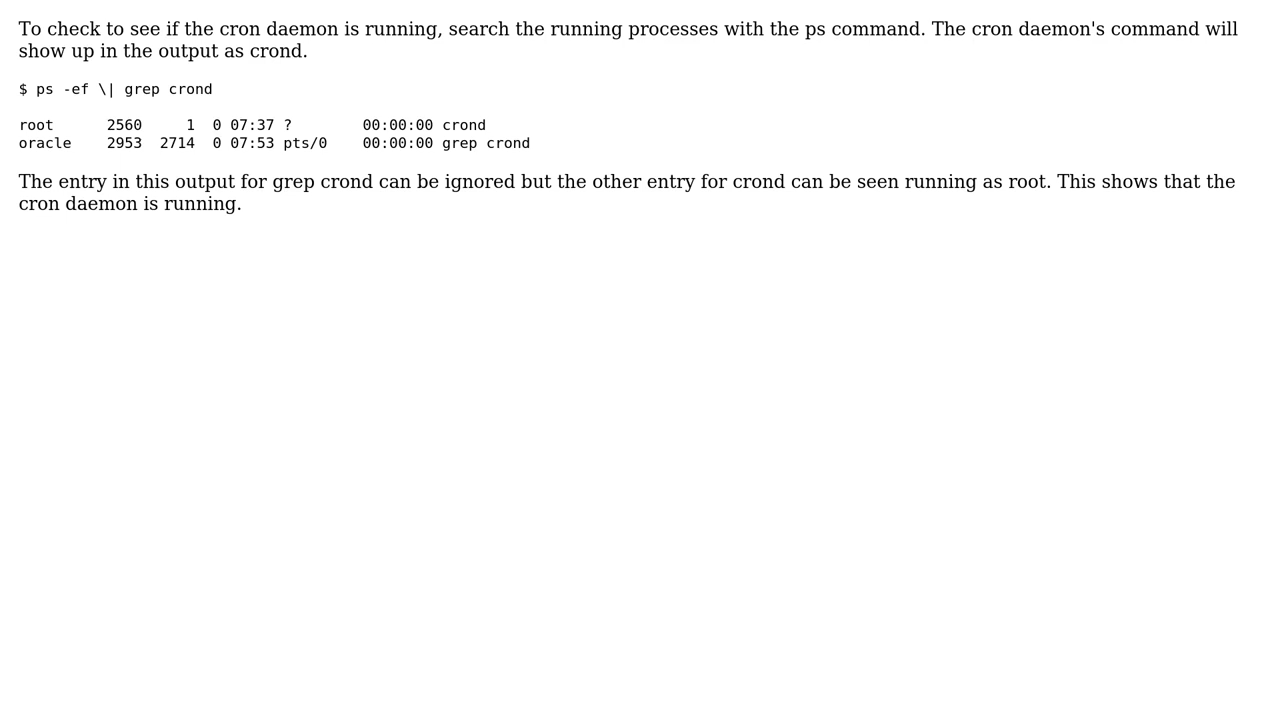 To check to see if the cron daemon is running, search the running processes with the ps command. The cron daemon's command will
show up in the output as crond.
$ ps -ef \| grep crond
root      2560     1  0 07:37 ?        00:00:00 crond
oracle    2953  2714  0 07:53 pts/0    00:00:00 grep crond
The entry in this output for grep crond can be ignored but the other entry for crond can be seen running as root. This shows that the
cron daemon is running.